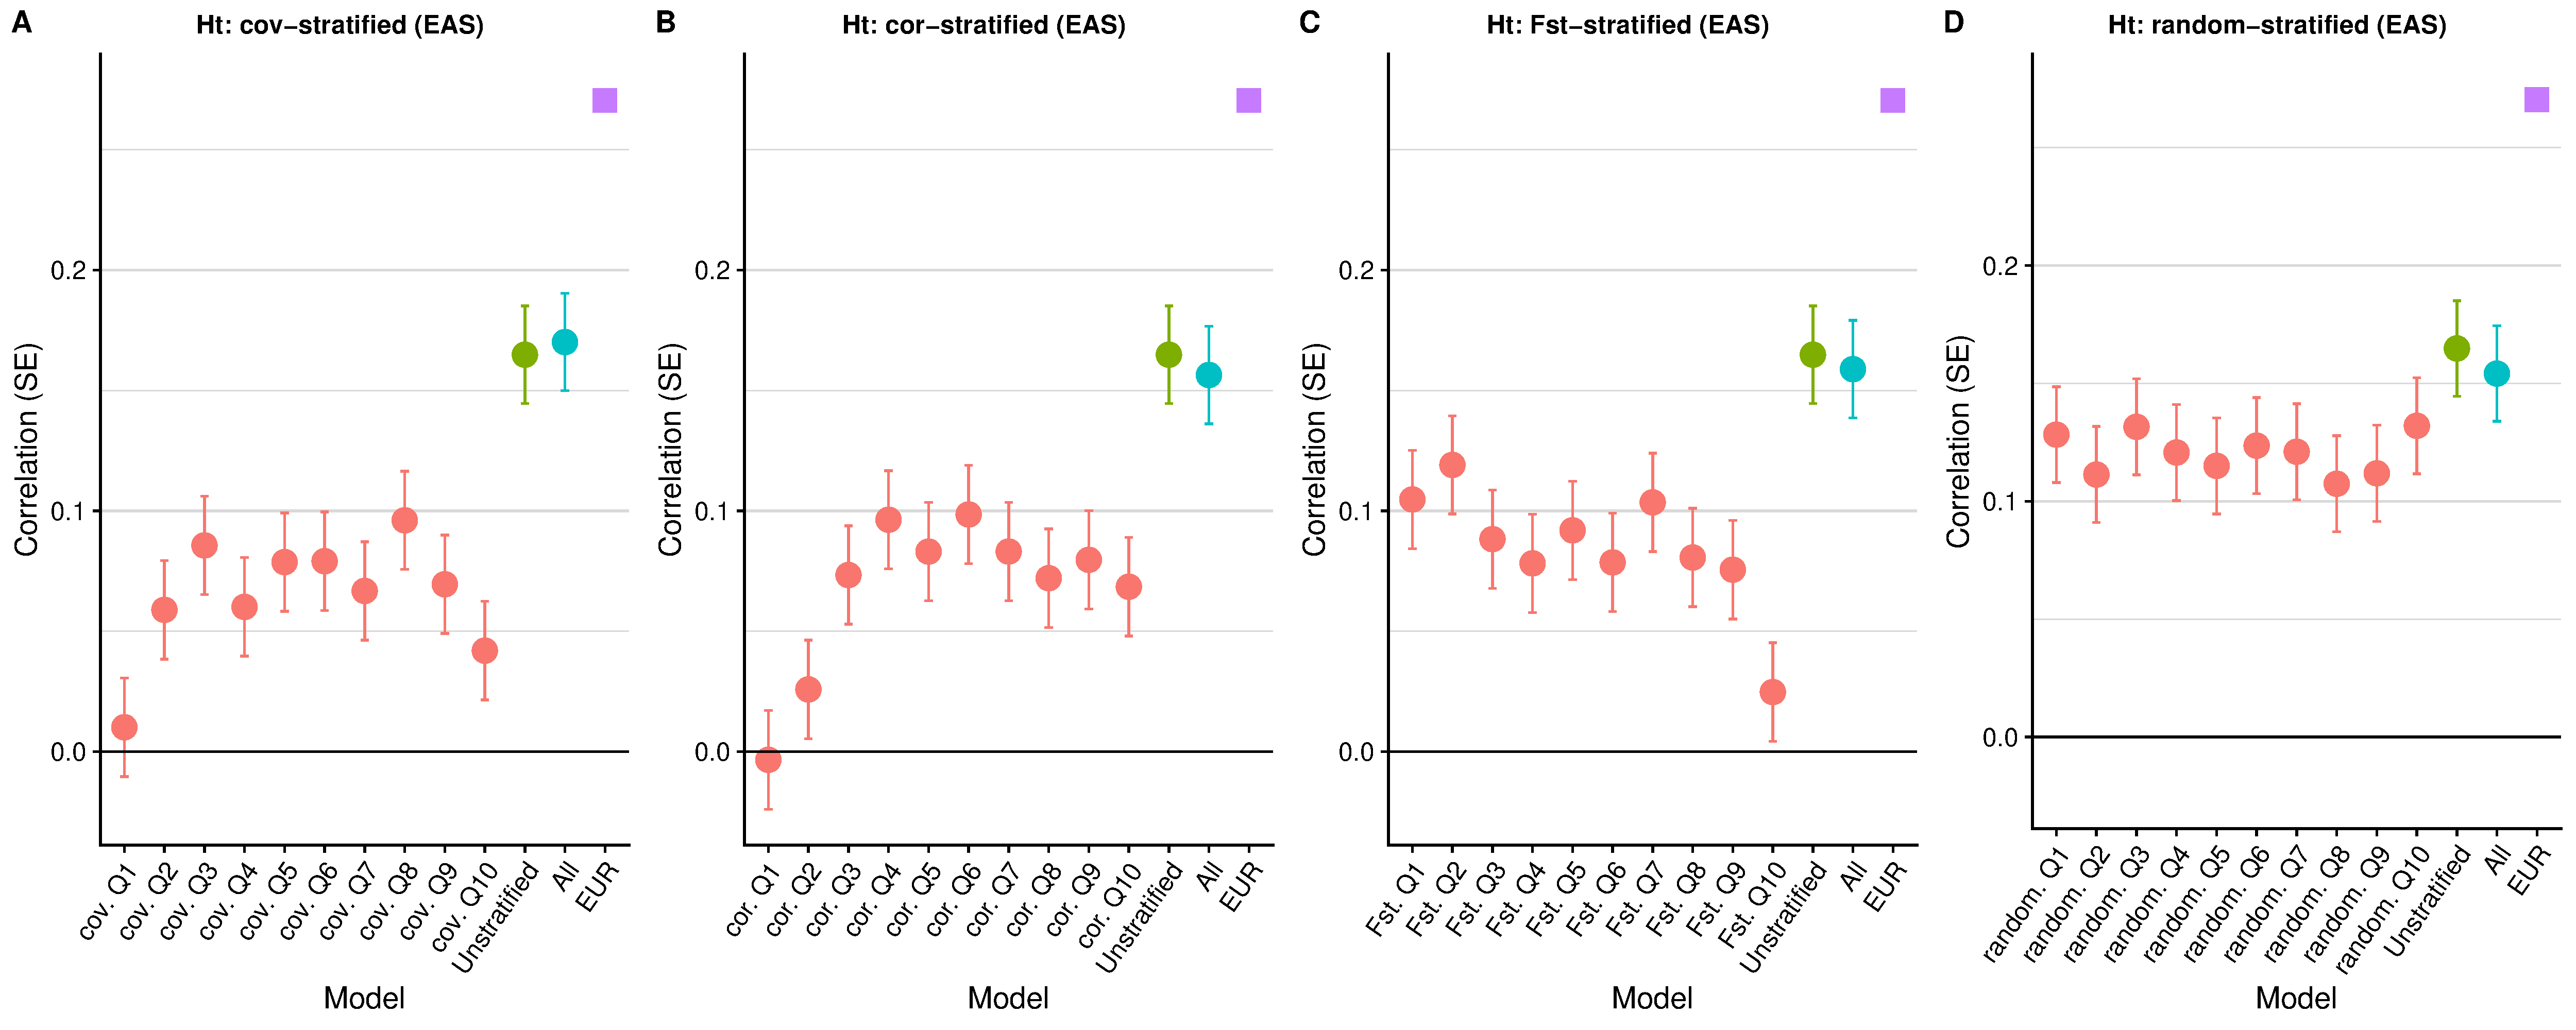 A
Ht: cov−stratified (EAS)
Correlation (SE)
0.2
0.1
0.0
cov. Q1
cov. Q2
cov. Q3
cov. Q4
cov. Q5
cov. Q6
cov. Q7
cov. Q8
cov. Q9
cov. Q10
Unstratified
All
EUR
Model
B
Ht: cor−stratified (EAS)
Correlation (SE)
0.2
0.1
0.0
cor. Q1
cor. Q2
cor. Q3
cor. Q4
cor. Q5
cor. Q6
cor. Q7
cor. Q8
cor. Q9
cor. Q10
Unstratified
All
EUR
Model
C
Ht: Fst−stratified (EAS)
Correlation (SE)
0.2
0.1
0.0
Fst. Q1
Fst. Q2
Fst. Q3
Fst. Q4
Fst. Q5
Fst. Q6
Fst. Q7
Fst. Q8
Fst. Q9
Fst. Q10
Unstratified
All
EUR
Model
D
Ht: random−stratified (EAS)
Correlation (SE)
0.2
0.1
0.0
random. Q1
random. Q2
random. Q3
random. Q4
random. Q5
random. Q6
random. Q7
random. Q8
random. Q9
random. Q10
Unstratified
All
EUR
Model